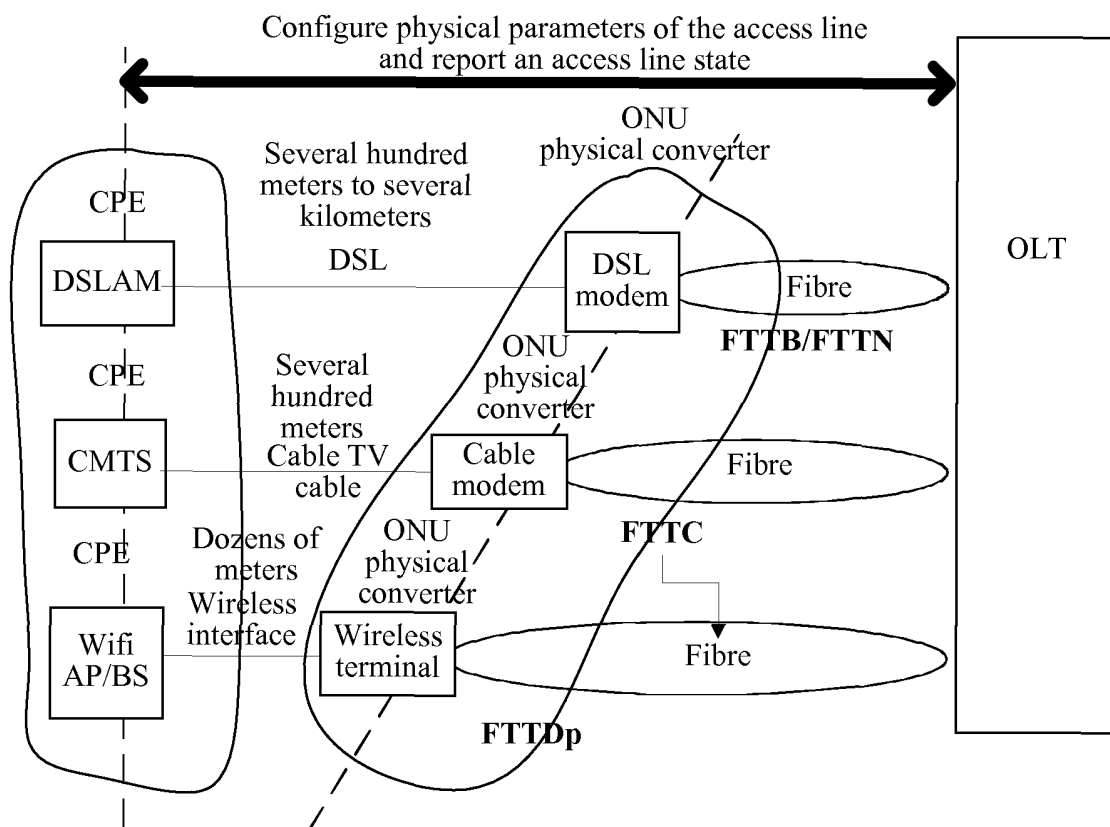 Configure physical parameters of the access line
and report an access line state
ONU
physical converter
Several hundred
meters to several
kilometers
CPE
DSLAM
DSL
DSL
modem
Fibre
OLT
FTTB/FTTN
ONU
physical
converter
CPE
Several
hundred
meters
CMTS
Cable TV
cable
Cable
modem
Fibre
FTTC
ONU
physical
converter
CPE
Dozens of
meters
Wireless
interface
Wifi
AP/BS
Wireless
terminal
Fibre
FTTDp